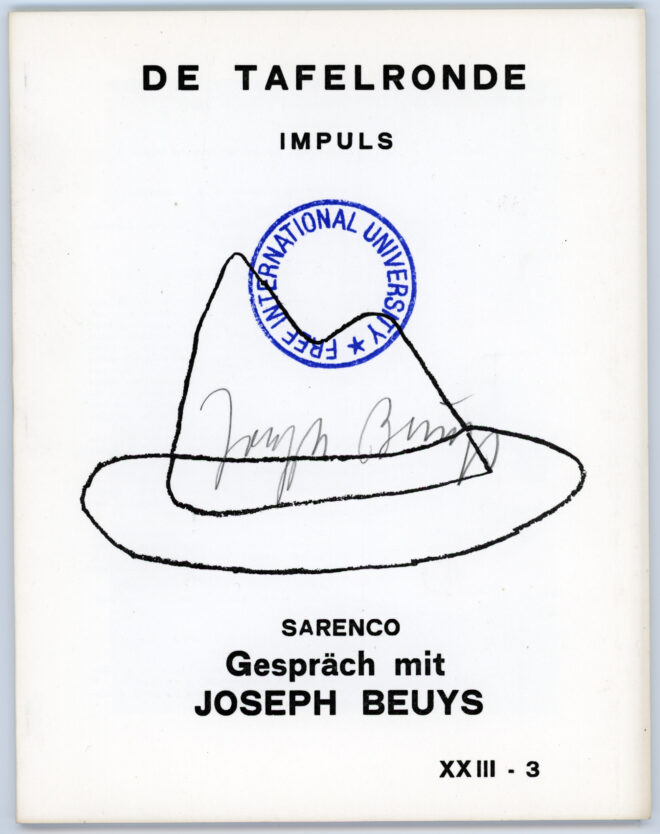 DE TAFELRONDE
IMPULS
FREE INTERNATIONAL UNIVERSITY
Joseph Beuys
SARENCO
Gespräch mit
JOSEPH BEUYS
XXIII - 3